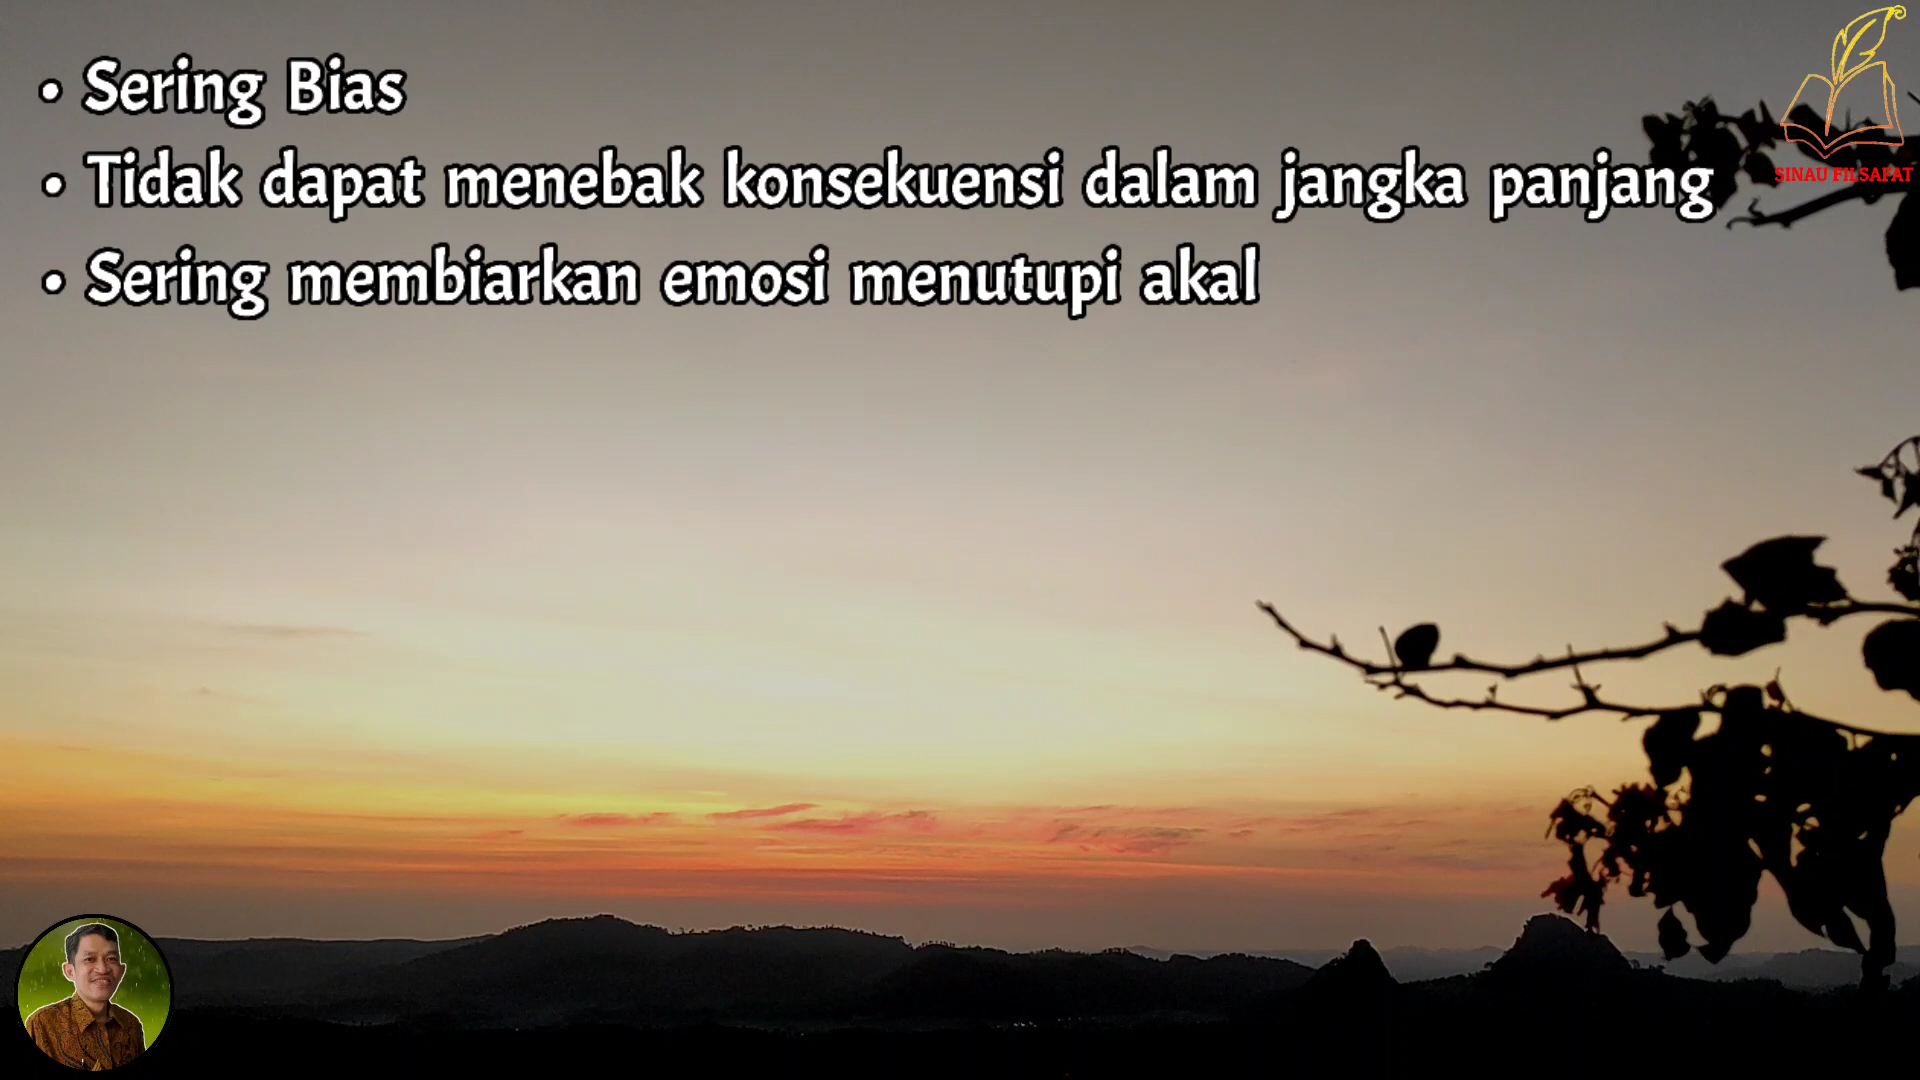 • Sering Bias
• Tidak dapat menebak konsekuensi dalam jangka panjang
• Sering membiarkan emosi menutupi akal
SINAU FILSAFAT